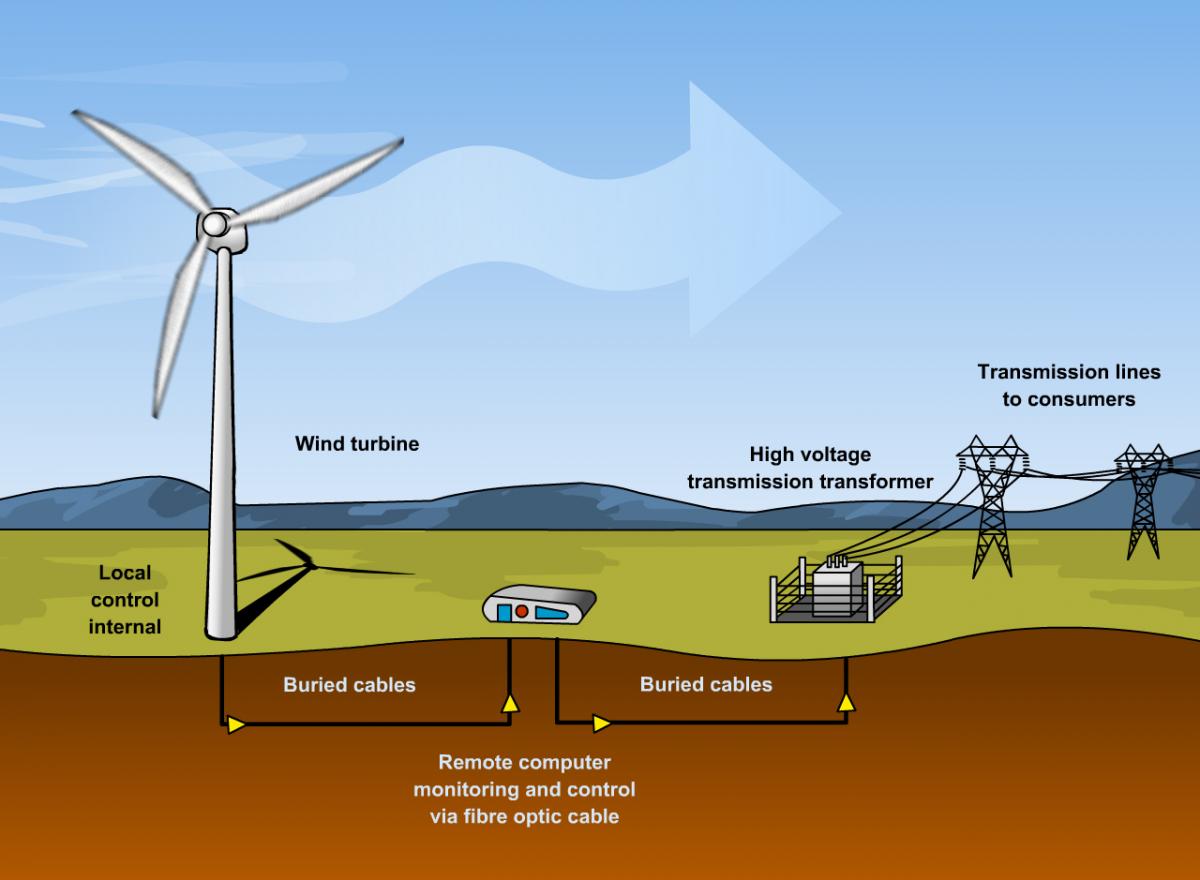 Transmission lines
to consumers
Wind turbine
High voltage
transmission transformer
Local
control
internal
Buried cables
Buried cables
Remote computer
monitoring and control
via fibre optic cable